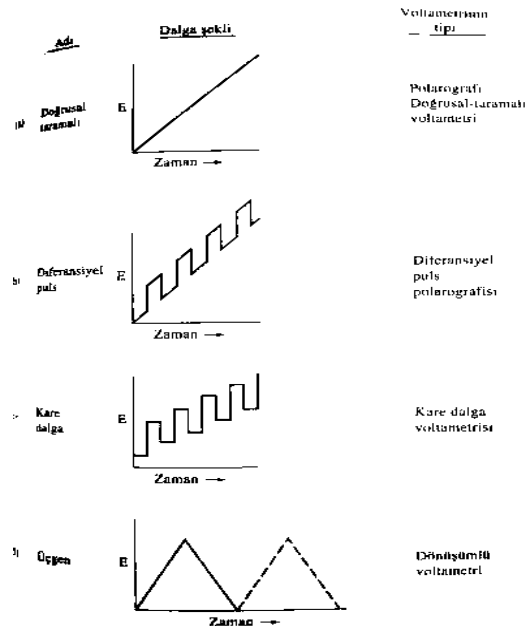 Voltametrinin
tipi
Adı
Dalga şekli
Doğrusal
taramalı
E
Zaman →
Polarografi
Doğrusal-taramalı
voltametri
Diferansiyel
puls
E
Zaman →
Diferansiyel
puls
polarografisi
Kare
dalga
E
Zaman →
Kare dalga
voltametrisi
Üçgen
E
Zaman →
Dönüşümlü
voltametri